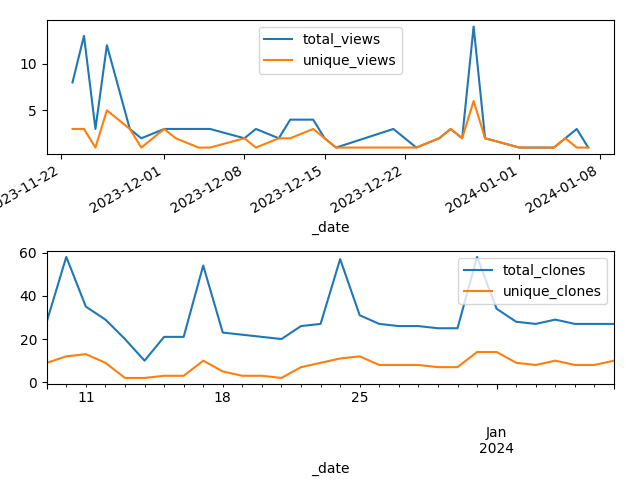 total_views
unique_views
10
5
2023-11-22
2023-12-01
2023-12-08
2023-12-15
2023-12-22
2024-01-01
2024-01-08
_date
60
40
20
0
total_clones
unique_clones
11
18
25
Jan
2024
_date